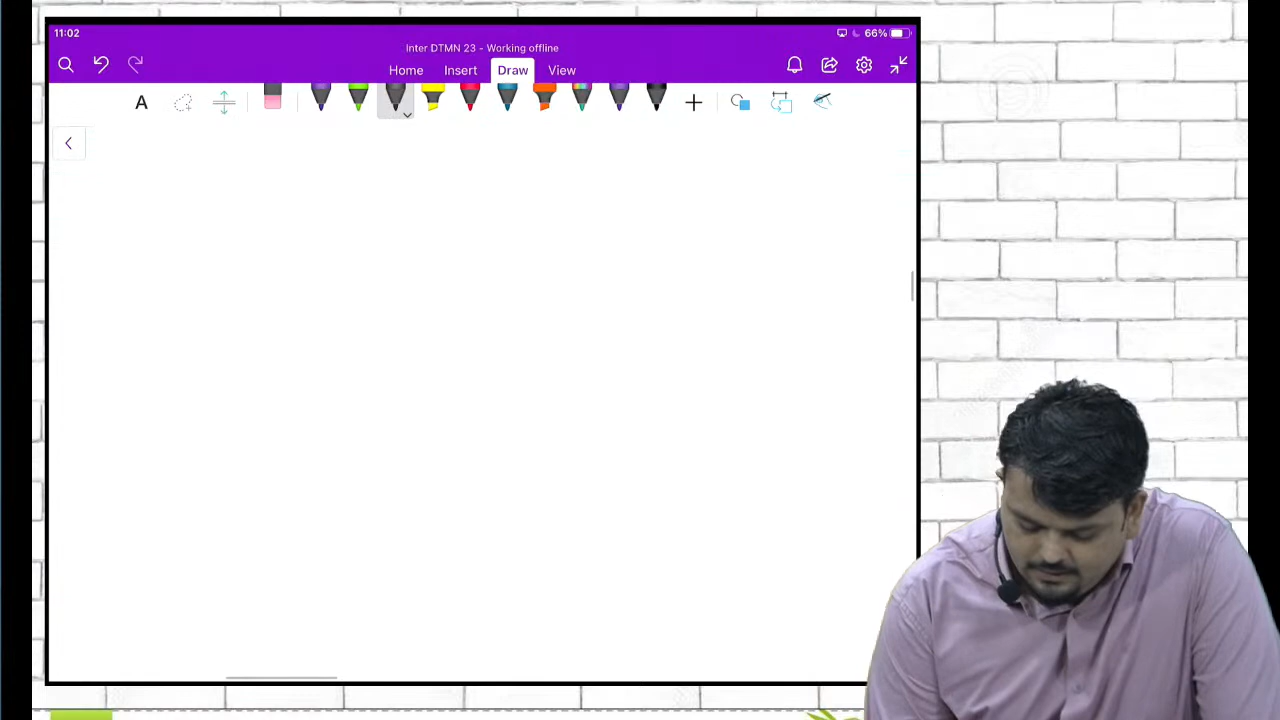 11:02
66%
Inter DTMN 23 - Working offline
Home Insert Draw View
A